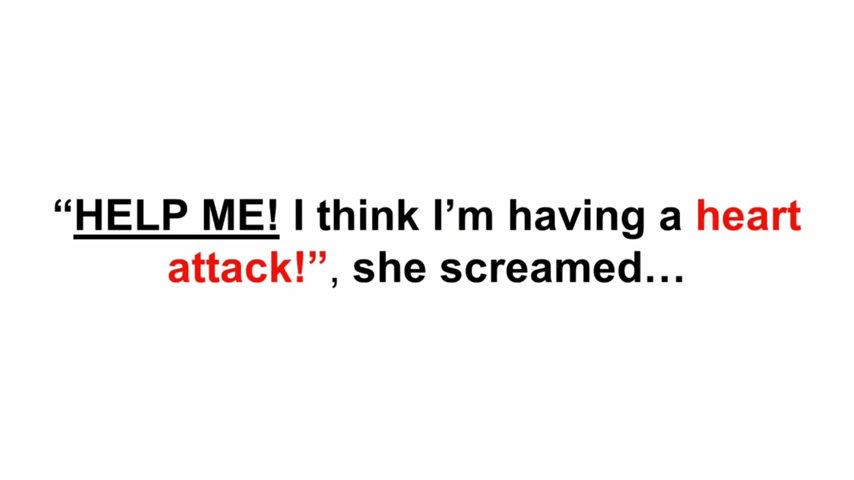 “HELP ME! I think I’m having a heart
attack!”, she screamed…